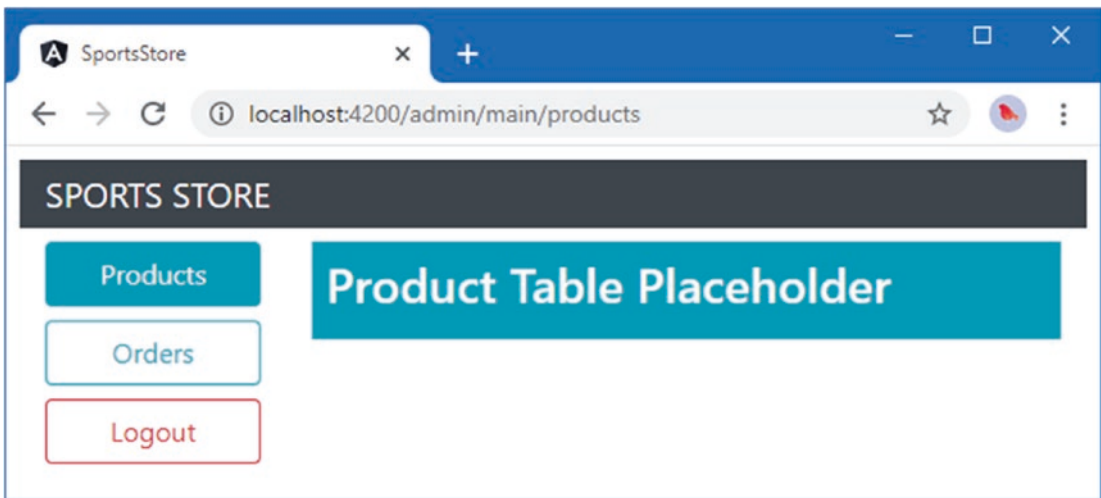 SportsStore
localhost:4200/admin/main/products
SPORTS STORE
Products
Product Table Placeholder
Orders
Logout